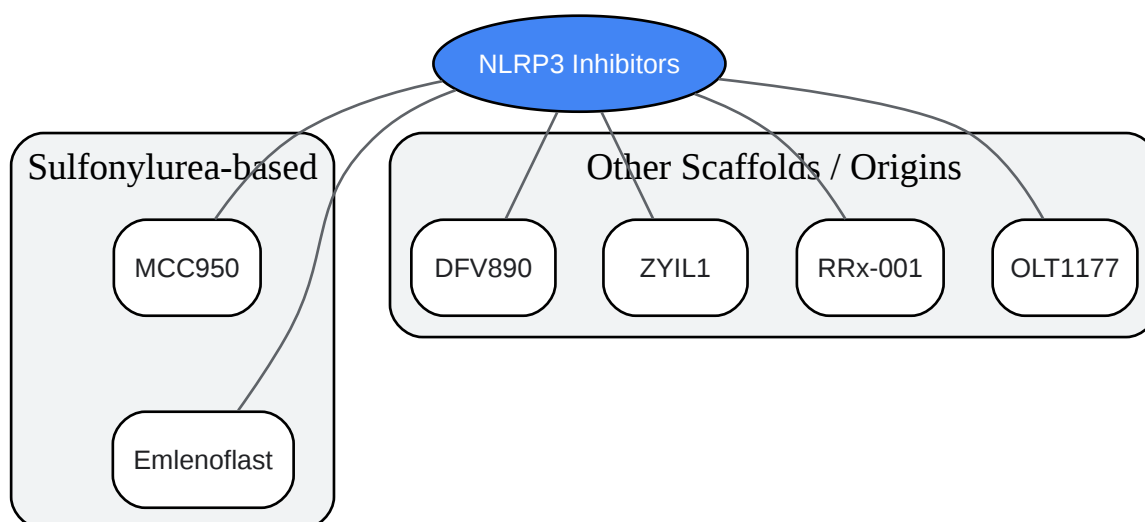 NLRP3 Inhibitors
Sulfonylurea-based
Other Scaffolds / Origins
MCC950
DFV890
ZYIL1
RRx-001
OLT1177
Emlenoflast